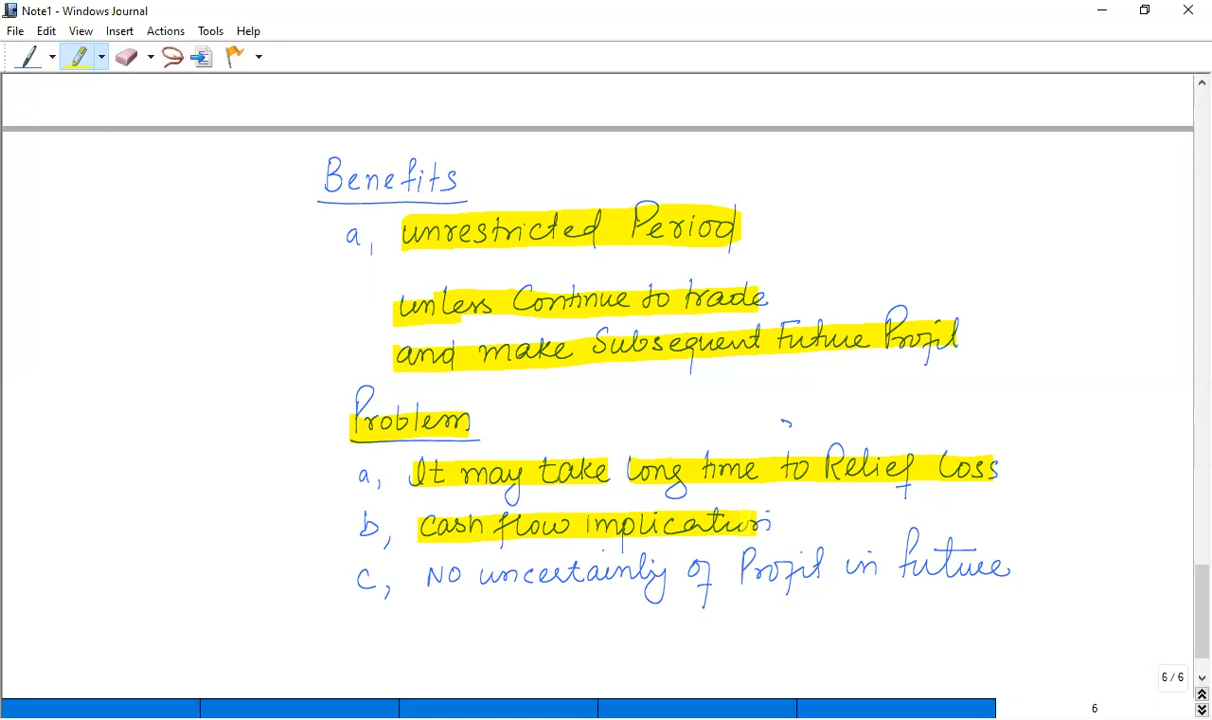 Note1 - Windows Journal
File Edit View Insert Actions Tools Help
Benefits
a, unrestricted Period
unless Continue to trade
and make Subsequent Future Profit
Problem
a, It may take long time to Relief Loss
b, Cash flow implication
c, NO uncertainly of Profit in future
6 / 6
6